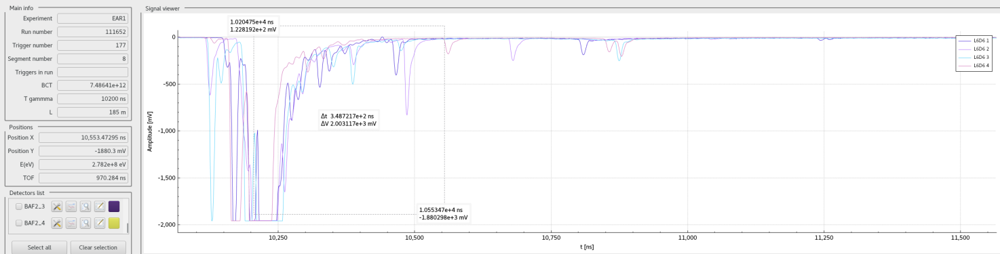 Main info
Experiment EAR1
Run number 111652
Trigger number 177
Segment number 8
Triggers in run
BCT 7.48641e+12
T gammma 10200 ns
L 185 m
Positions
Position X 10,553.47295 ns
Position Y -1880.3 mV
E(eV) 2.782e+8 eV
TOF 970.284 ns
Detectors list
BAF2_3
BAF2_4
Select all Clear selection
Signal viewer
1.020475e+4 ns
1.228192e+2 mV
Δt 3.487217e+2 ns
ΔV 2.003117e+3 mV
1.055347e+4 ns
-1.880298e+3 mV
L6D6 1
L6D6 2
L6D6 3
L6D6 4
Amplitude [mV]
0
-500
-1,000
-1,500
-2,000
10,250 10,500 10,750 11,000 11,250 11,500
t [ns]